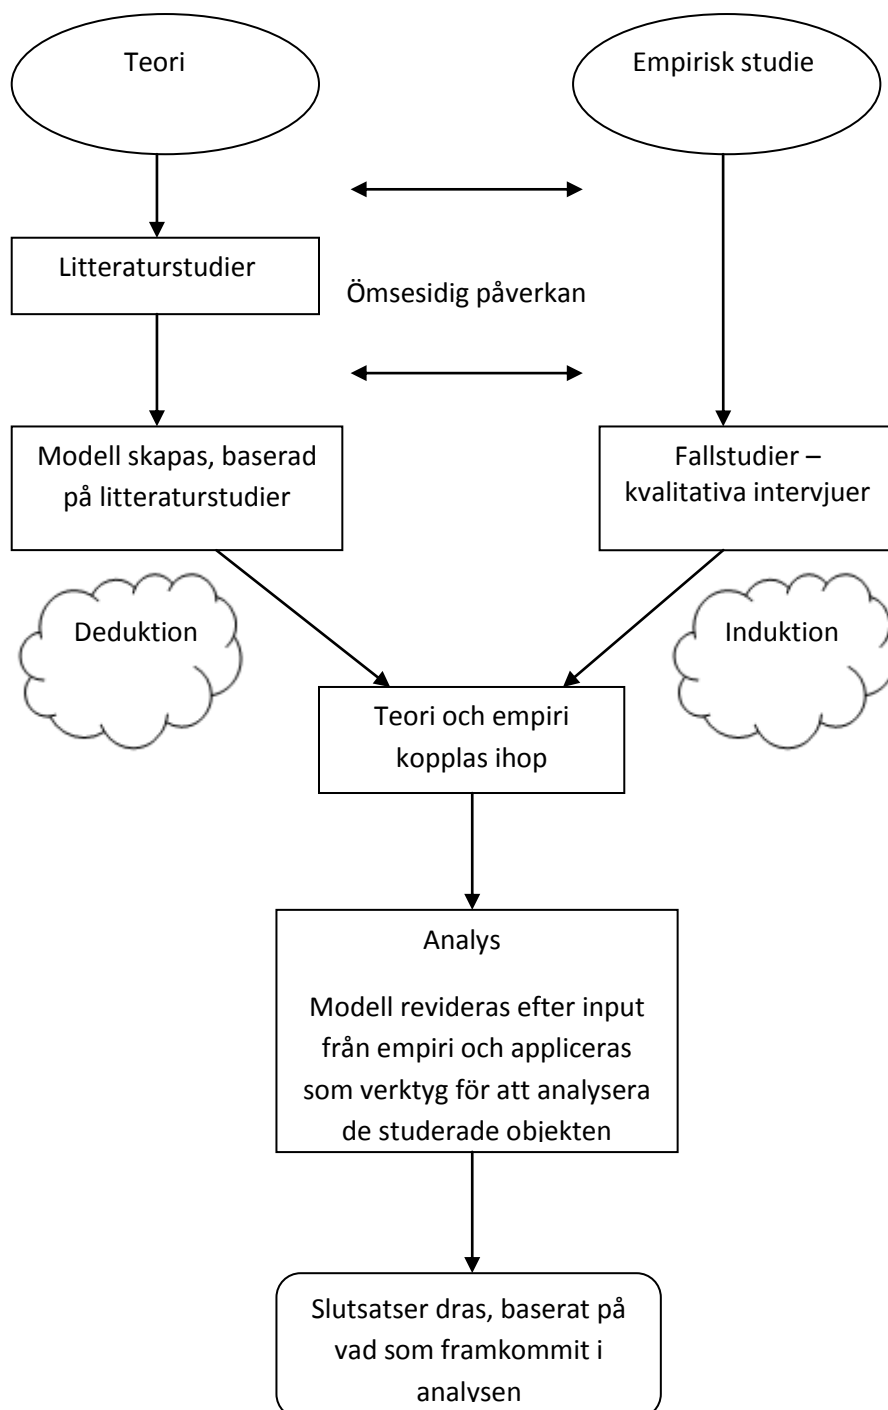 Teori
Empirisk studie
Litteraturstudier
Ömsesidig påverkan
Modell skapas, baserad
på litteraturstudier
Fallstudier –
kvalitativa intervjuer
Deduktion
Induktion
Teori och empiri
kopplas ihop
Analys
Modell revideras efter input
från empiri och appliceras
som verktyg för att analysera
de studerade objekten
Slutsatser dras, baserat på
vad som framkommit i
analysen